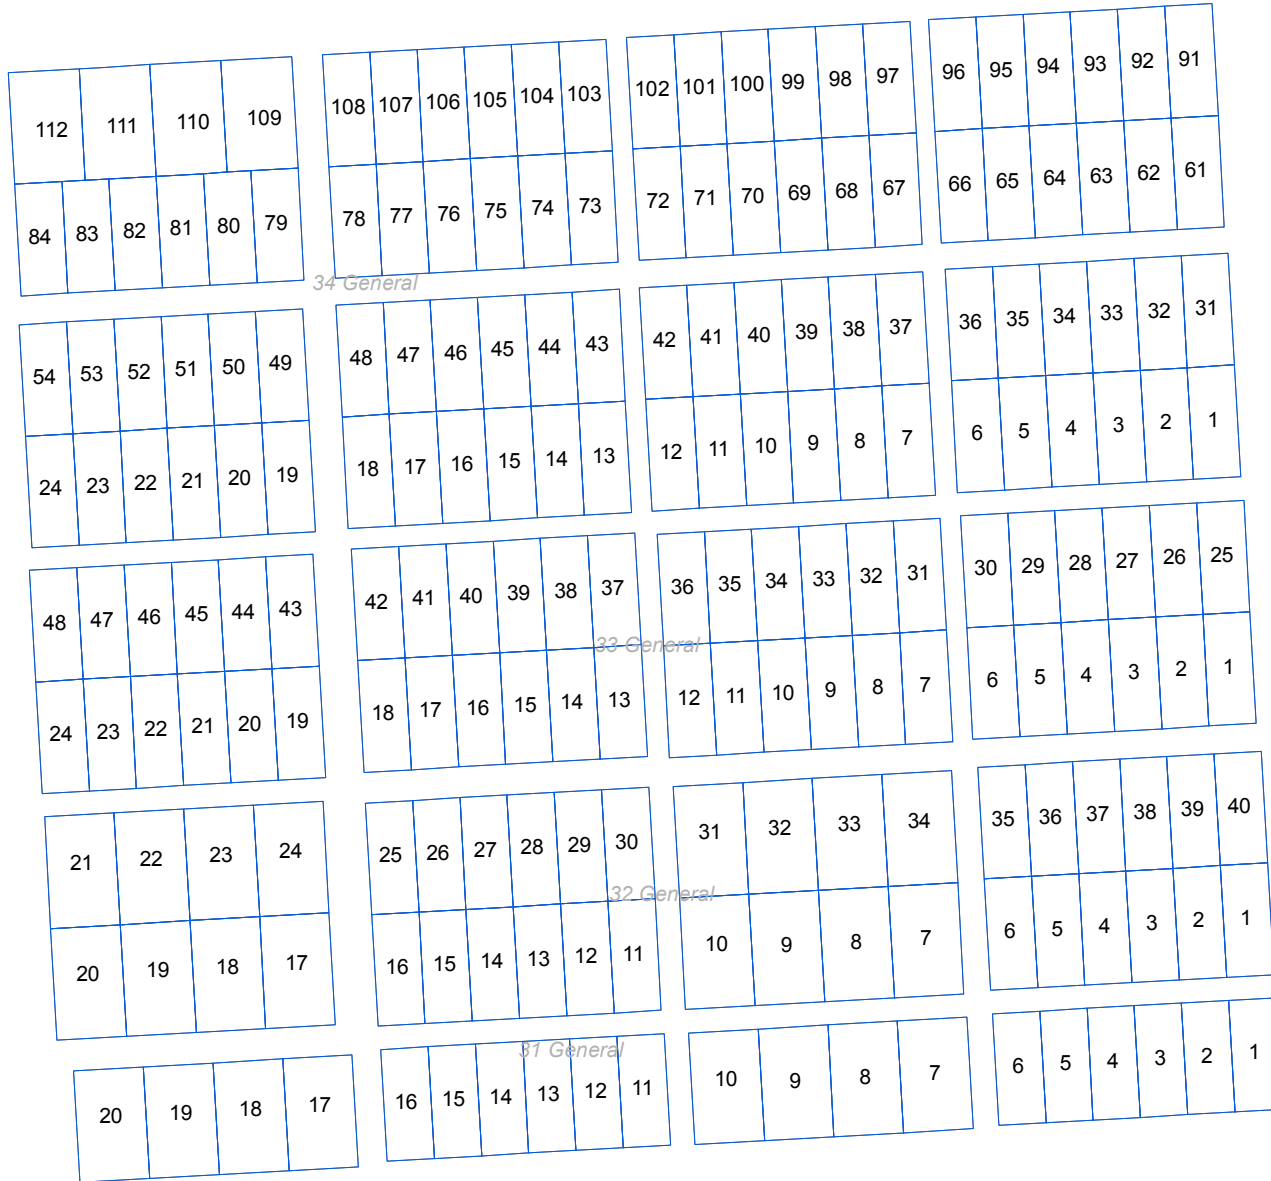 112 111 110 109 108 107 106 105 104 103 102 101 100 99 98 97 96 95 94 93 92 91
84 83 82 81 80 79 78 77 76 75 74 73 72 71 70 69 68 67 66 65 64 63 62 61
34 General
54 53 52 51 50 49 48 47 46 45 44 43 42 41 40 39 38 37 36 35 34 33 32 31
24 23 22 21 20 19 18 17 16 15 14 13 12 11 10 9 8 7 6 5 4 3 2 1
48 47 46 45 44 43 42 41 40 39 38 37 36 35 34 33 32 31 30 29 28 27 26 25
33 General
24 23 22 21 20 19 18 17 16 15 14 13 12 11 10 9 8 7 6 5 4 3 2 1
21 22 23 24 25 26 27 28 29 30 31 32 33 34 35 36 37 38 39 40
32 General
20 19 18 17 16 15 14 13 12 11 10 9 8 7 6 5 4 3 2 1
31 General
20 19 18 17 16 15 14 13 12 11 10 9 8 7 6 5 4 3 2 1